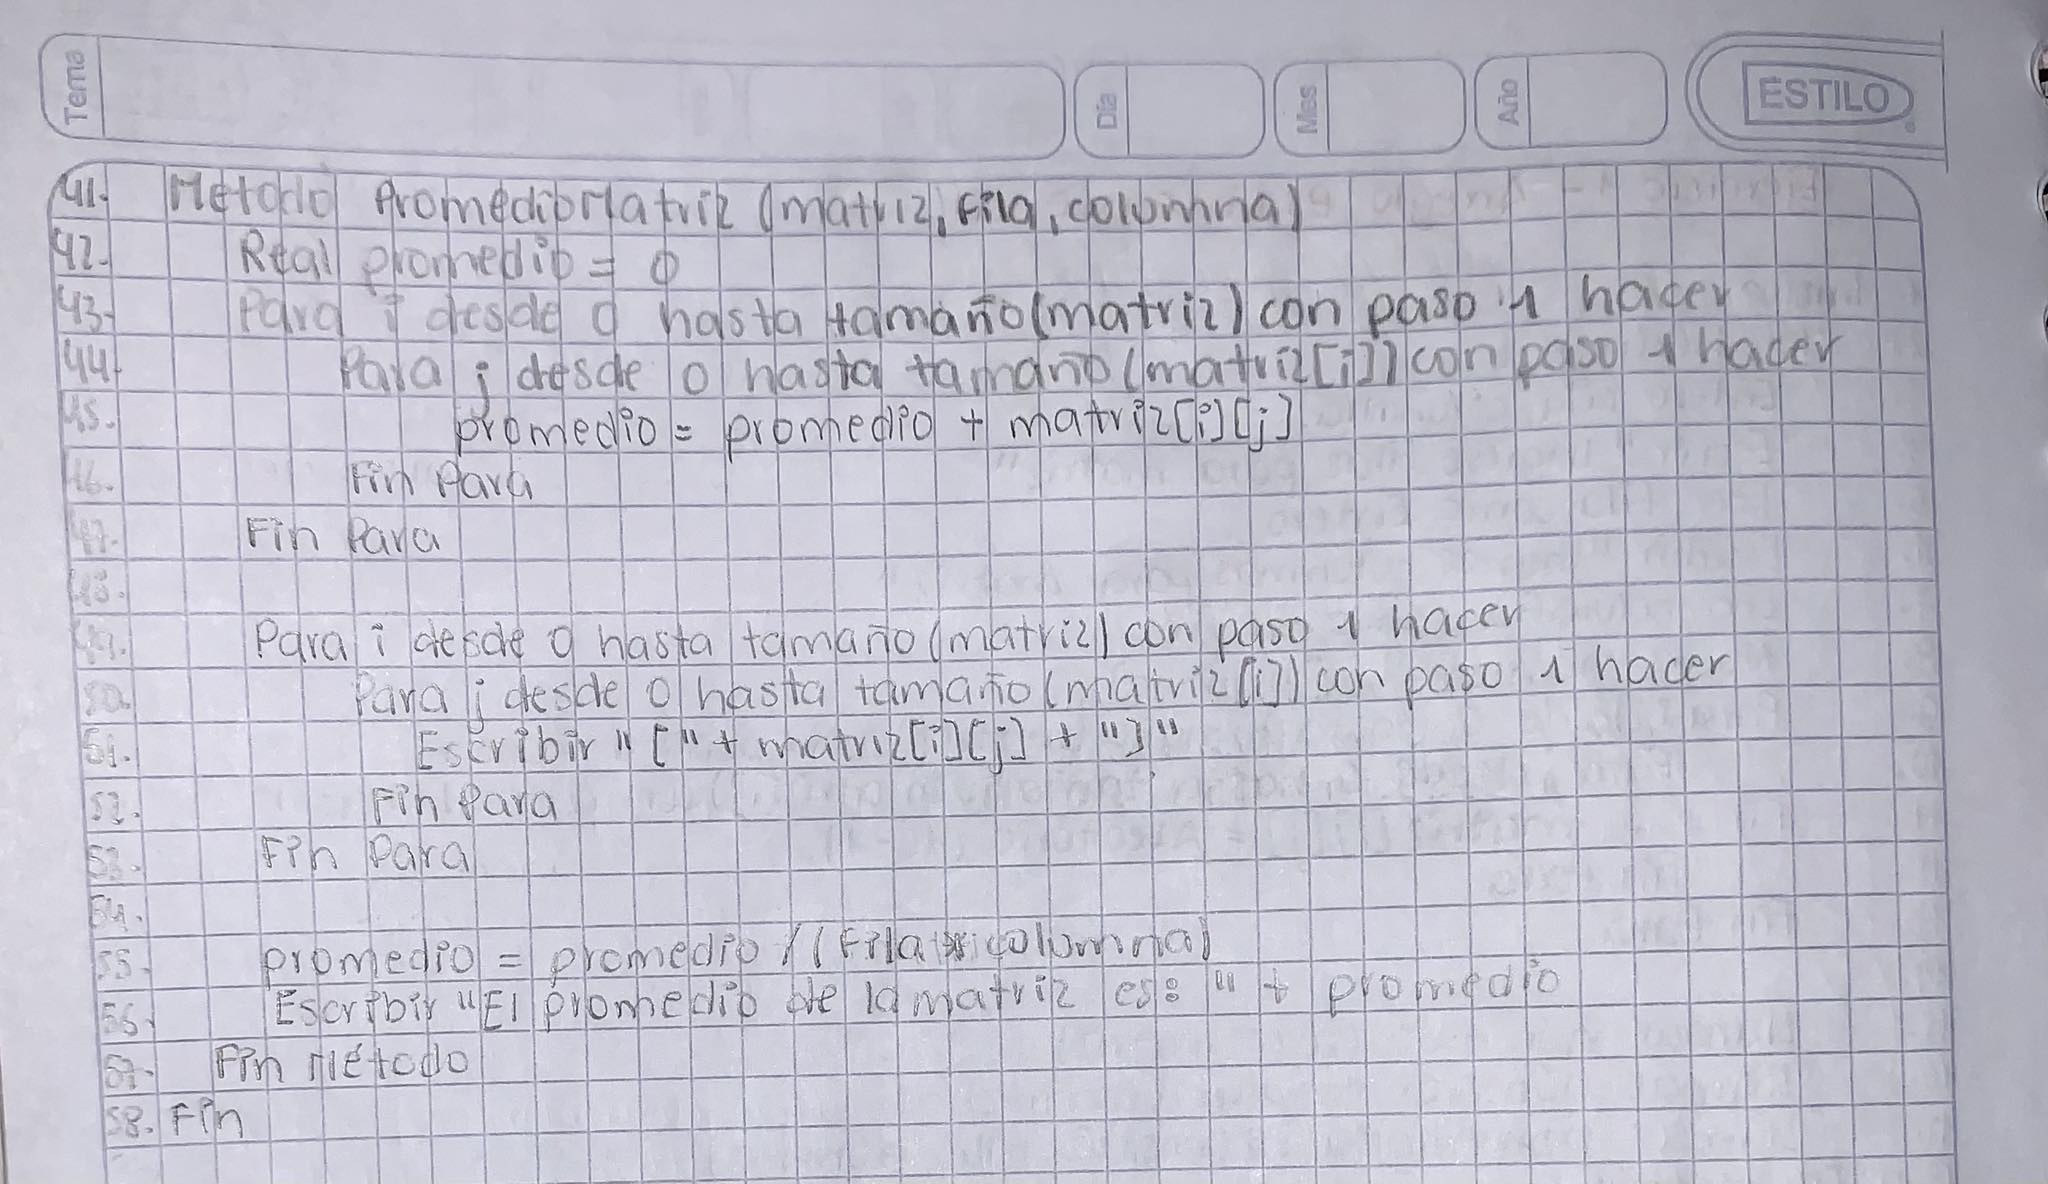 Tema
Día
Mes
Año
ESTILO
41. Metodo PromedioMatriz (matriz, fila, columna)
42. Real promedio = 0
43. Para i desde 0 hasta tamaño(matriz) con paso 1 hacer
44. Para j desde 0 hasta tamaño(matriz[i]) con paso 1 hacer
45. promedio = promedio + matriz[i][j]
46. Fin Para
47. Fin Para
48.
49. Para i desde 0 hasta tamaño(matriz) con paso 1 hacer
50. Para j desde 0 hasta tamaño(matriz[i]) con paso 1 hacer
51. Escribir "[" + matriz[i][j] + "]"
52. Fin Para
53. Fin Para
54.
55. promedio = promedio / (fila * columna)
56. Escribir "El promedio de la matriz es: " + promedio
57. Fin Método
58. Fin